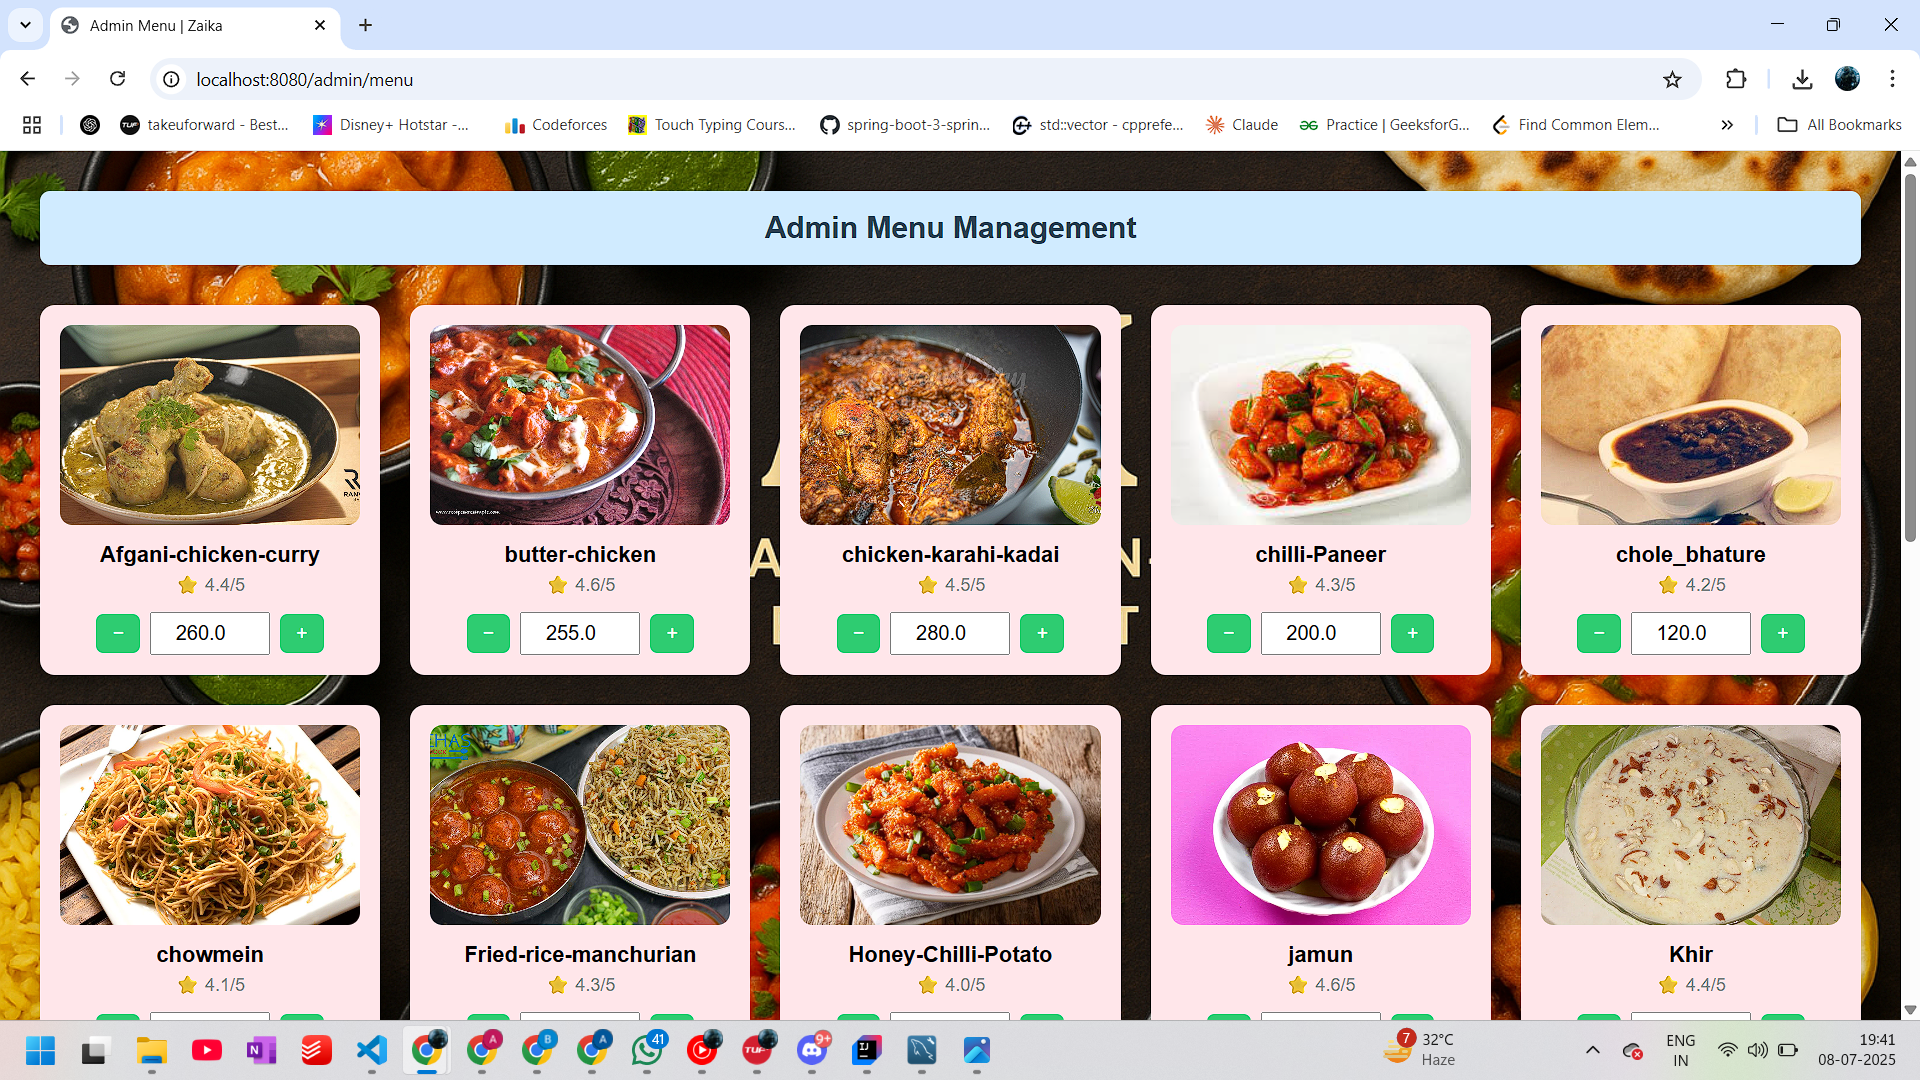 Admin Menu | Zaika
localhost:8080/admin/menu
takeuforward - Best...
Disney+ Hotstar -...
Codeforces
Touch Typing Cours...
spring-boot-3-sprin...
std::vector - cpprefe...
Claude
Practice | GeeksforG...
Find Common Elem...
All Bookmarks
Admin Menu Management
Afgani-chicken-curry
butter-chicken
chicken-karahi-kadai
chilli-Paneer
chole_bhature
4.4/5
4.6/5
4.5/5
4.3/5
4.2/5
− 260.0 +
− 255.0 +
− 280.0 +
− 200.0 +
− 120.0 +
chowmein
Fried-rice-manchurian
Honey-Chilli-Potato
jamun
Khir
4.1/5
4.3/5
4.0/5
4.6/5
4.4/5
A
B
A
41
TUF
9+
7
32°C
Haze
ENG
IN
19:41
08-07-2025